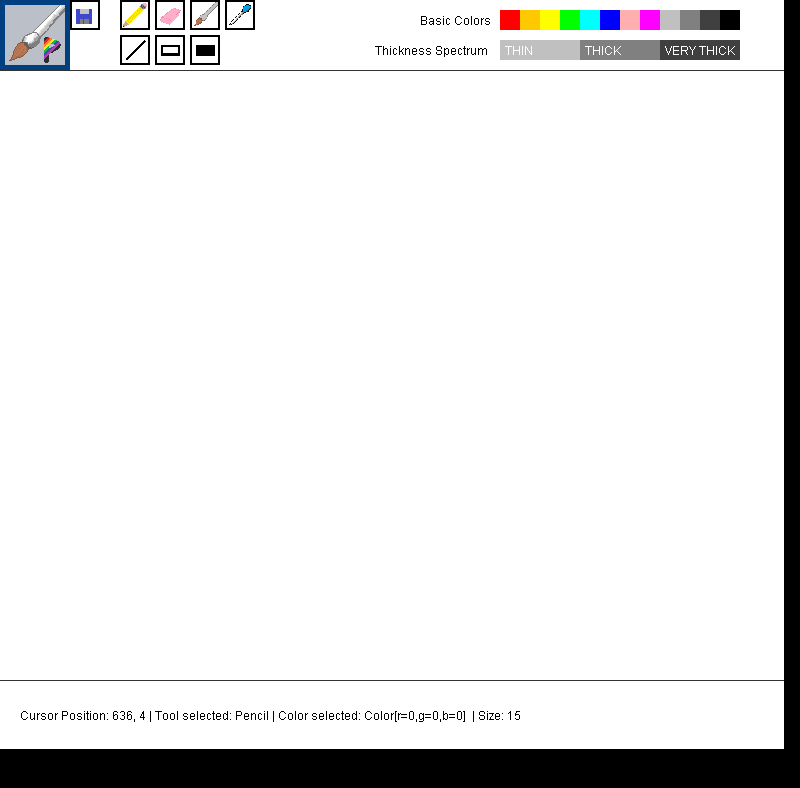 Basic Colors
Thickness Spectrum THIN THICK VERY THICK
Cursor Position: 636, 4 | Tool selected: Pencil | Color selected: Color[r=0,g=0,b=0] | Size: 15